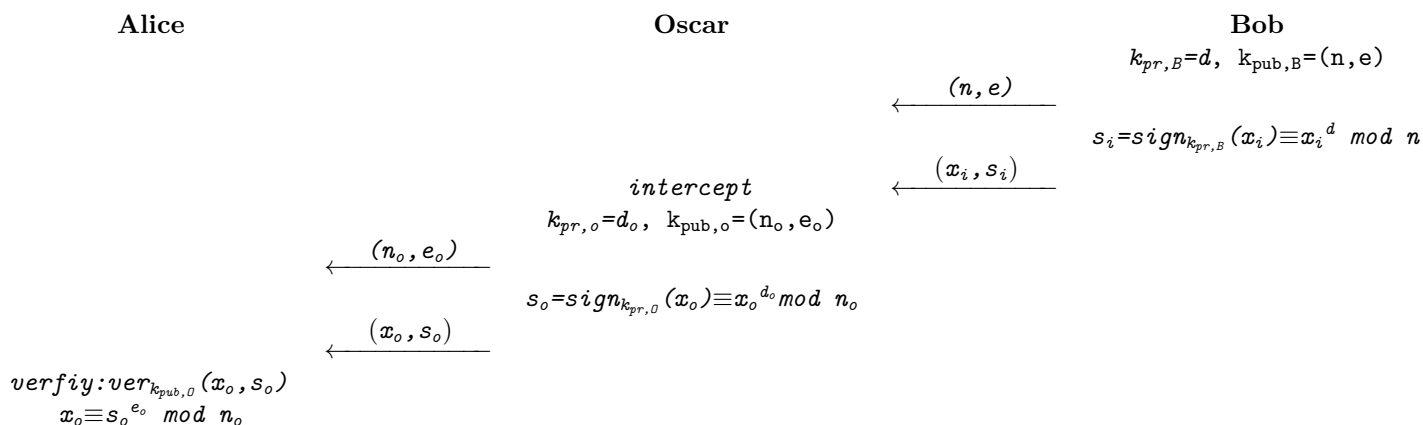 Alice Oscar Bob
k_{pr,B}=d, k_{pub,B}=(n,e)
(n,e)
s_i=sign_{k_{pr,B}}(x_i)≡x_i^d mod n
(x_i,s_i)
intercept
k_{pr,o}=d_o, k_{pub,o}=(n_o,e_o)
(n_o,e_o)
s_o=sign_{k_{pr,O}}(x_o)≡x_o^{d_o} mod n_o
(x_o,s_o)
verfiy:ver_{k_{pub,O}}(x_o,s_o)
x_o≡s_o^{e_o} mod n_o